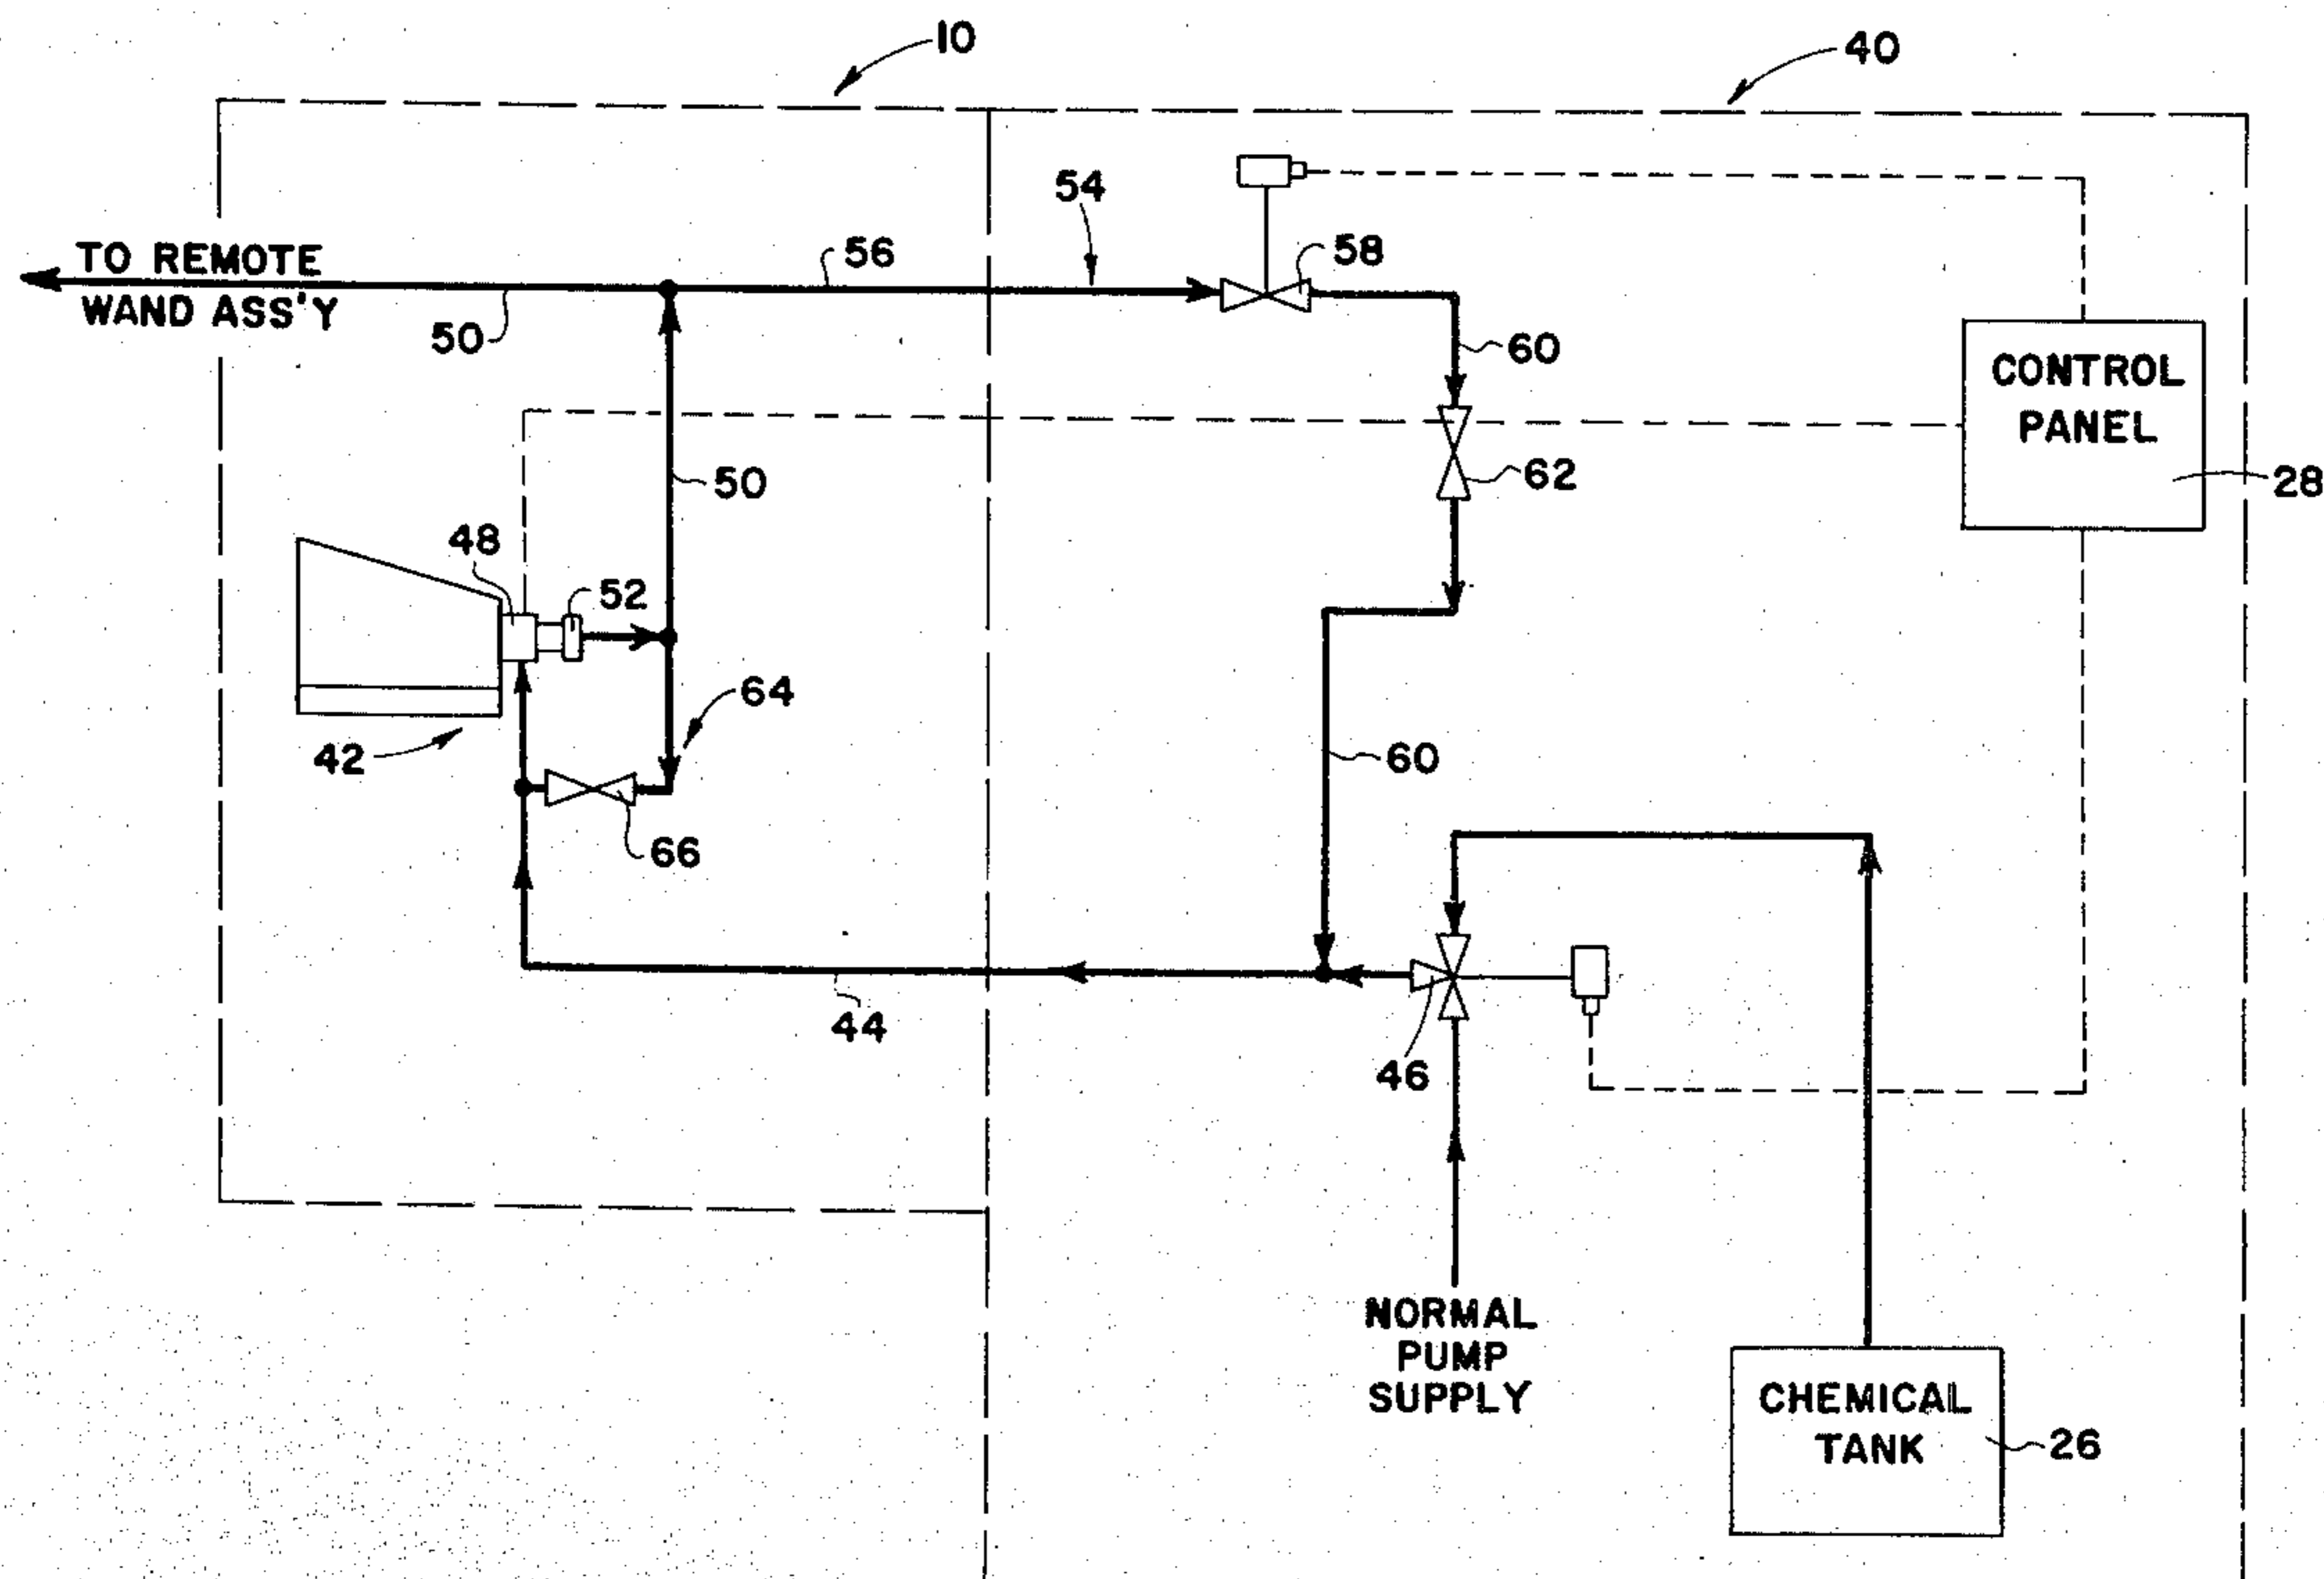 10
40
54
TO REMOTE
WAND ASS'Y
50
56
58
60
CONTROL
PANEL
28
50
62
48
52
64
42
60
66
44
46
NORMAL
PUMP
SUPPLY
CHEMICAL
TANK
26